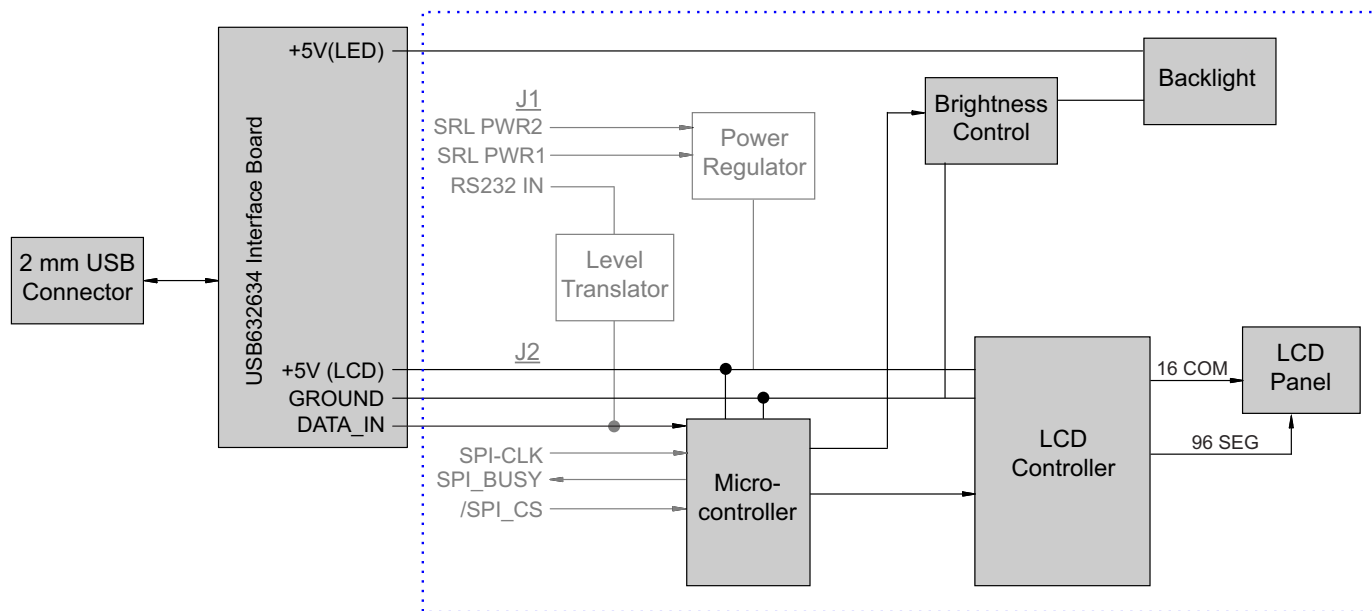 +5V(LED)
USB632634 Interface Board
+5V (LCD)
GROUND
DATA_IN
2 mm USB
Connector
J1
SRL PWR2
SRL PWR1
RS232 IN
Power
Regulator
Level
Translator
J2
SPI-CLK
SPI_BUSY
/SPI_CS
Micro-
controller
Brightness
Control
Backlight
LCD
Controller
16 COM
96 SEG
LCD
Panel